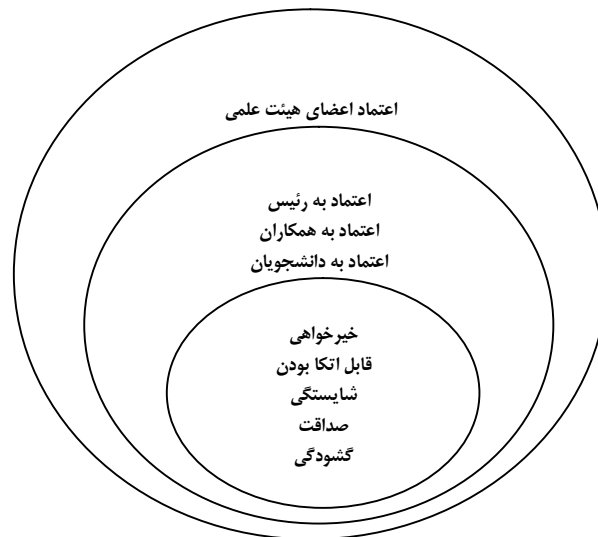 اعتماد اعضای هیئت علمی
اعتماد به رئیس
اعتماد به همکاران
اعتماد به دانشجویان
خیرخواهی
قابل اتکا بودن
شایستگی
صداقت
گشودگی